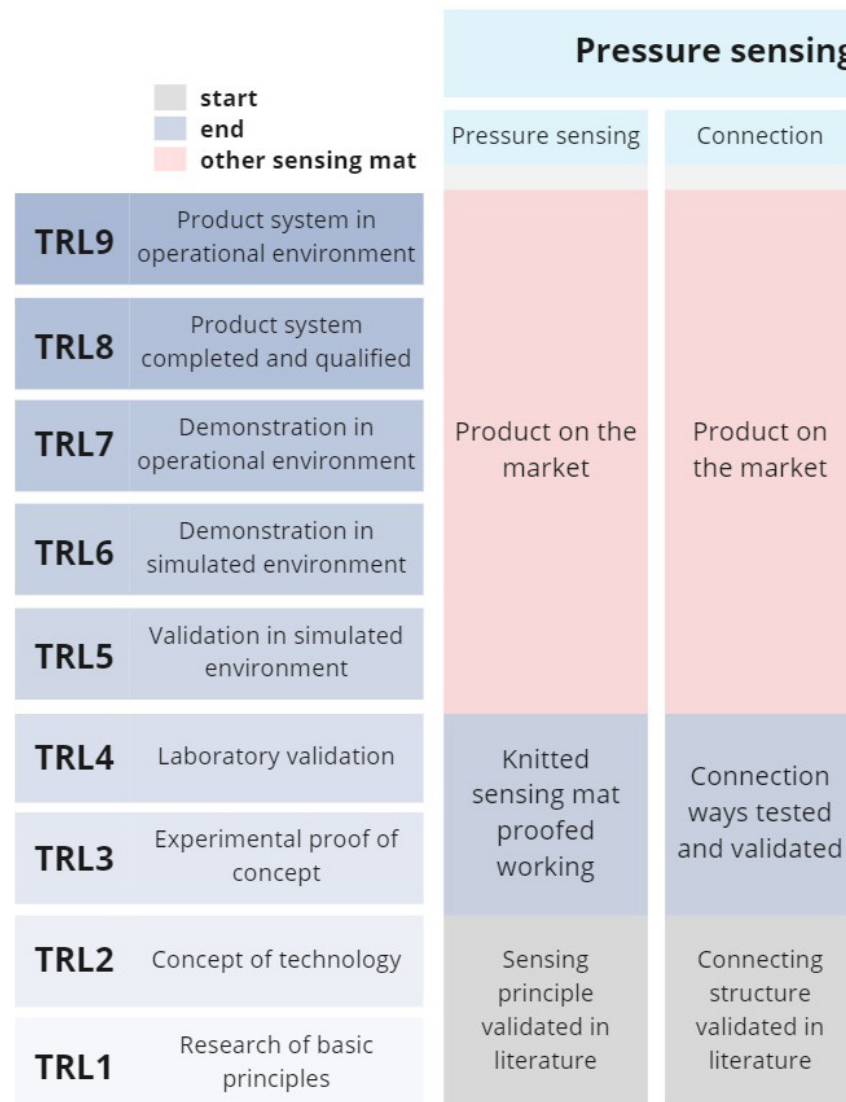 Pressure sensing
start
end
other sensing mat
Pressure sensing
Connection
TRL9
Product system in
operational environment
TRL8
Product system
completed and qualified
TRL7
Demonstration in
operational environment
Product on the
market
Product on
the market
TRL6
Demonstration in
simulated environment
TRL5
Validation in simulated
environment
TRL4
Laboratory validation
Knitted
sensing mat
proofed
working
Connection
ways tested
and validated
TRL3
Experimental proof of
concept
TRL2
Concept of technology
Sensing
principle
validated in
literature
Connecting
structure
validated in
literature
TRL1
Research of basic
principles